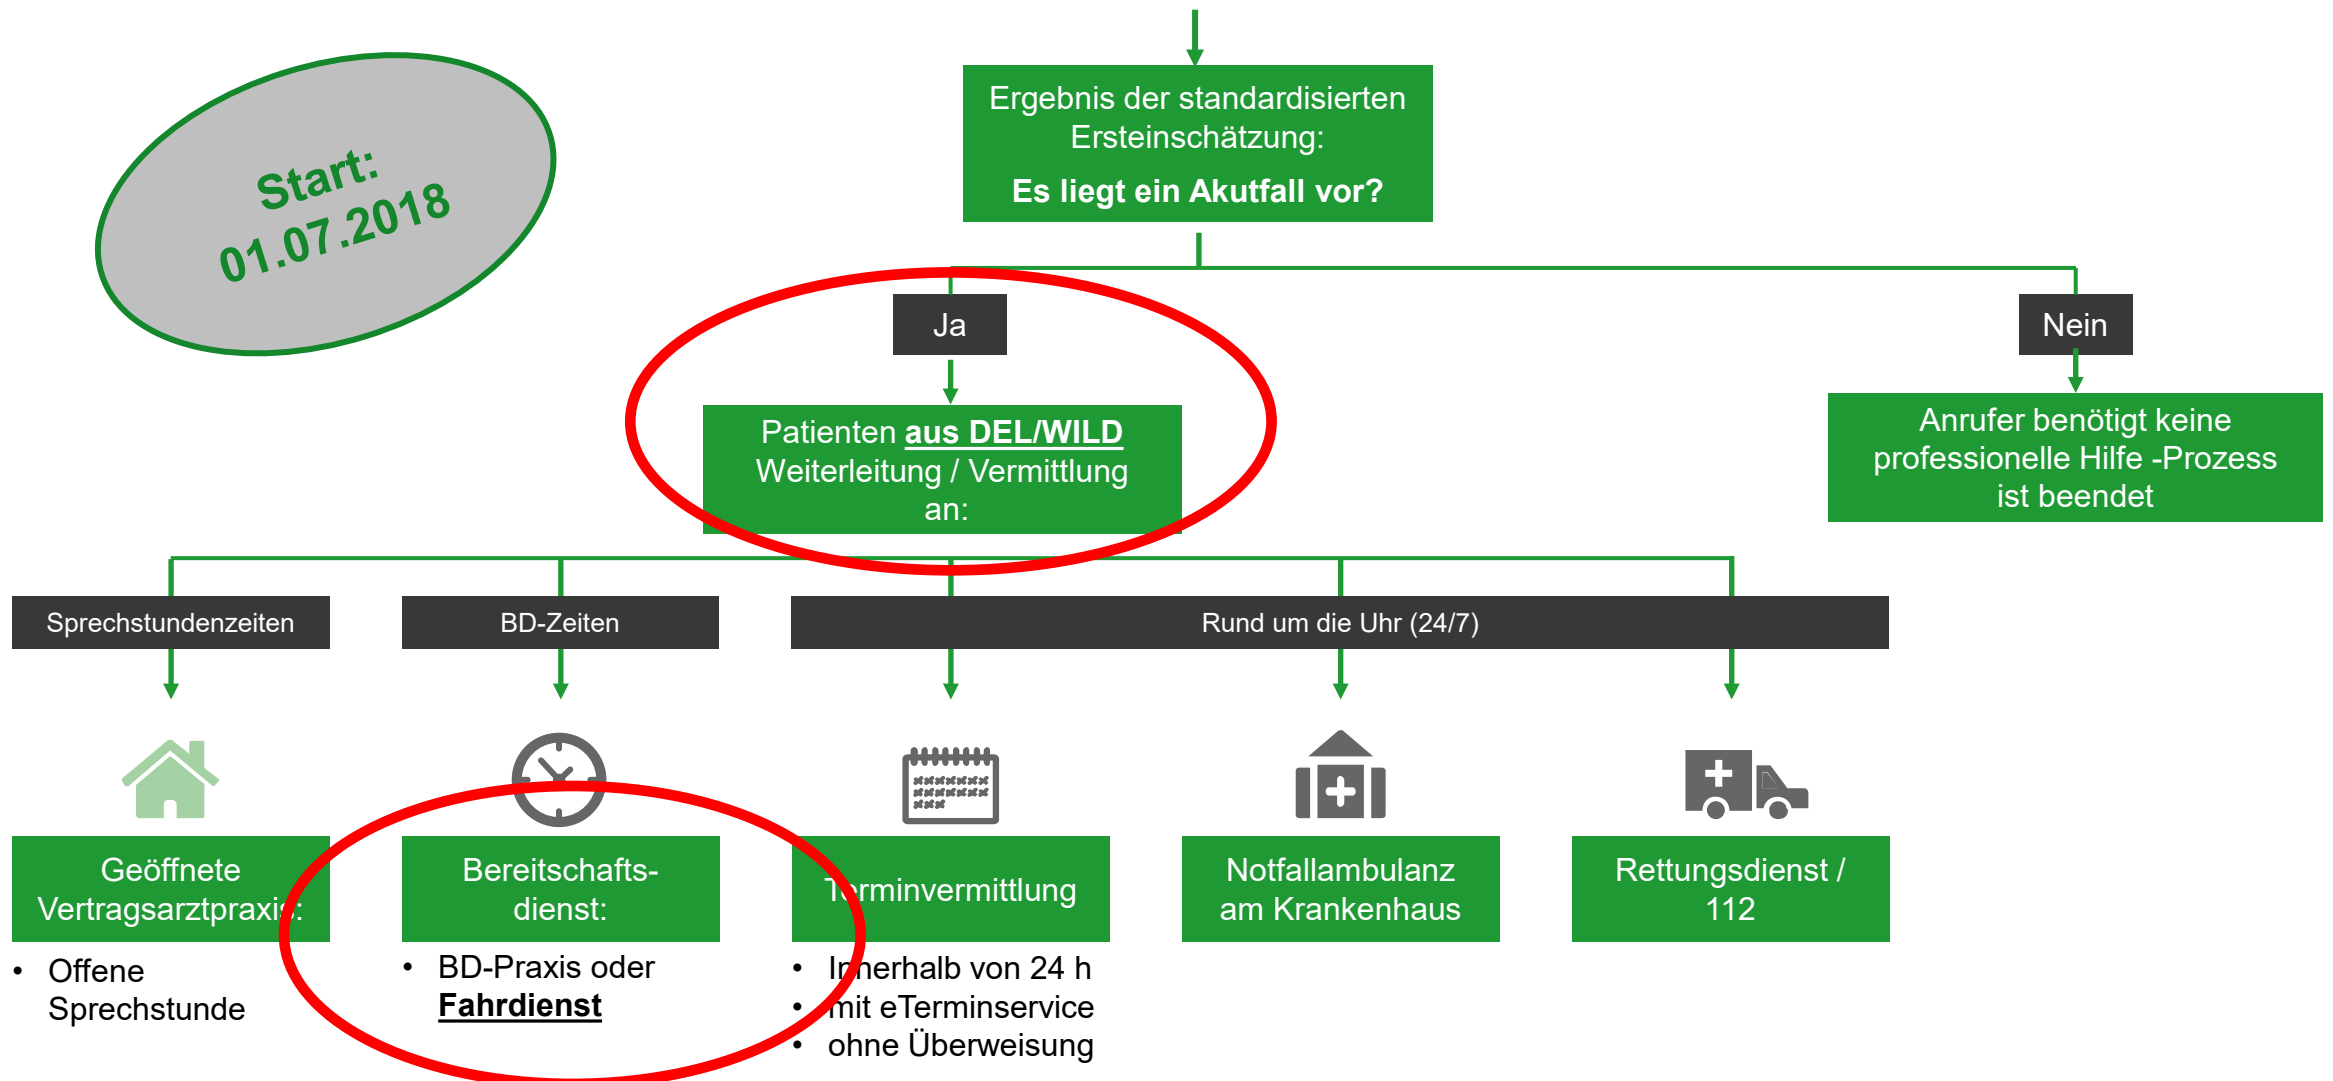 Start:
01.07.2018
Ergebnis der standardisierten
Ersteinschätzung:
Es liegt ein Akutfall vor?
Ja
Nein
Patienten aus DEL/WILD
Weiterleitung / Vermittlung
an:
Anrufer benötigt keine
professionelle Hilfe -Prozess
ist beendet
Sprechstundenzeiten
BD-Zeiten
Rund um die Uhr (24/7)
Geöffnete
Vertragsarztpraxis:
• Offene
Sprechstunde
Bereitschafts-
dienst:
• BD-Praxis oder
Fahrdienst
Terminvermittlung
• Innerhalb von 24 h
• mit eTerminservice
• ohne Überweisung
Notfallambulanz
am Krankenhaus
Rettungsdienst /
112